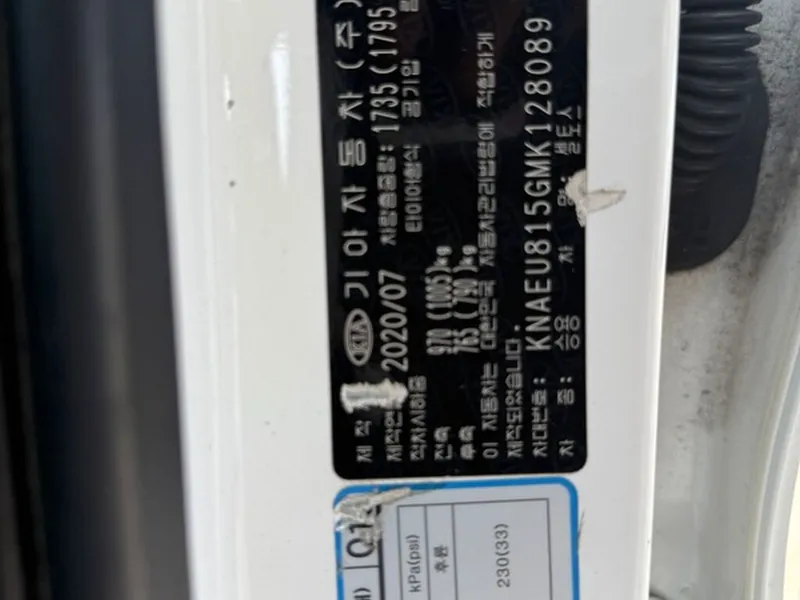 제 작 KIA 기 아 자 동 차 ( 주 )
제작연 2020/07 차량총중량: 1735 ( 1795
적차시하중 타이어형식 공기압
전축 970 (1005)kg
후축 765 ( 790 )kg
이 자동차는 대한민국 자동차관리법령에 적합하게
제작되었습니다.
차대번호: KNAEU815GMK128089
차 종: 승용 차 명: 셀토스
kPa(psi)
후륜
230(33)